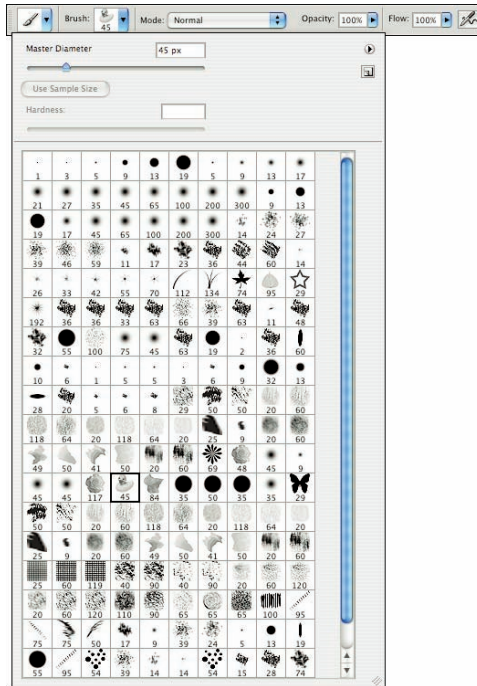 Brush: 45 Mode: Normal Opacity: 100% Flow: 100%
Master Diameter 45 px
Use Sample Size
Hardness:
1 3 5 9 13 19 5 9 13 17
21 27 35 45 65 100 200 300 9 13
19 17 45 65 100 200 300 14 24 27
39 46 59 11 17 23 36 44 60 14
26 33 42 55 70 112 134 74 95 29
192 36 36 33 63 66 39 63 11 48
32 55 100 75 45 63 19 2 36 60
10 6 1 5 5 3 6 9 32 13
28 20 5 6 8 29 50 50 20 60
118 64 20 118 64 20 25 9 20 60
49 50 41 50 20 60 69 48 45 9
45 45 117 45 84 35 50 35 35 29
50 50 20 60 118 64 20 118 64 20
25 9 20 60 49 50 41 50 20 60
25 60 119 40 90 40 90 20 60 120
20 60 120 110 90 65 65 65 100 95
75 75 50 17 9 39 24 5 13 19
55 95 54 39 14 14 54 15 28 74